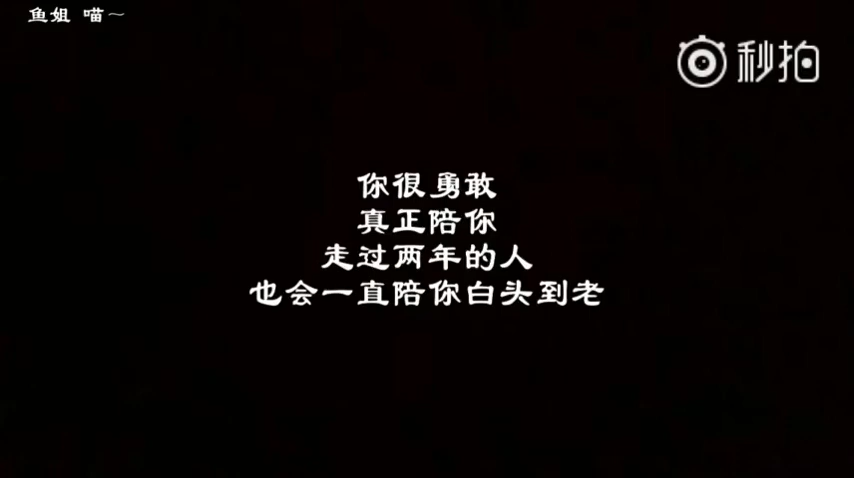 鱼姐 喵~
秒拍
你很勇敢
真正陪你
走过两年的人
也会一直陪你白头到老